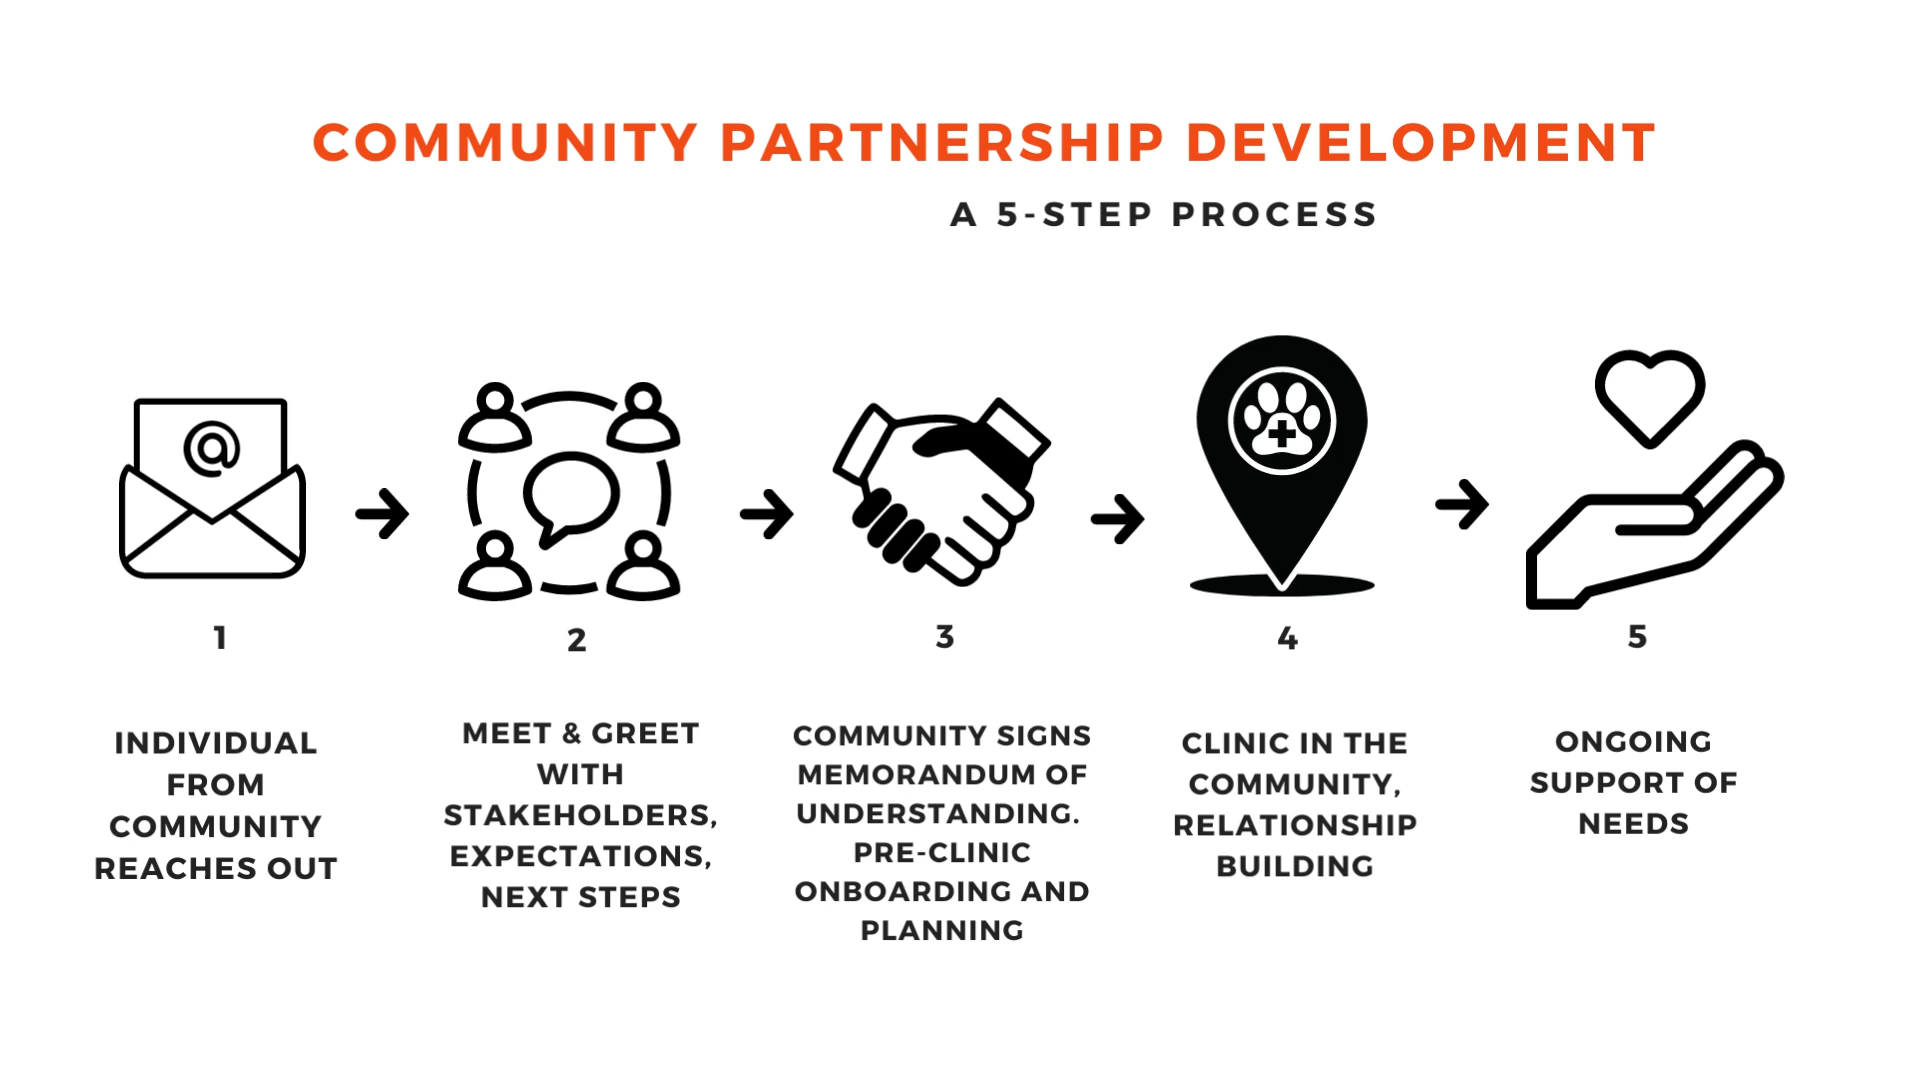 COMMUNITY PARTNERSHIP DEVELOPMENT
A 5-STEP PROCESS
@
1
INDIVIDUAL
FROM
COMMUNITY
REACHES OUT
2
MEET & GREET
WITH
STAKEHOLDERS,
EXPECTATIONS,
NEXT STEPS
3
COMMUNITY SIGNS
MEMORANDUM OF
UNDERSTANDING.
PRE-CLINIC
ONBOARDING AND
PLANNING
4
CLINIC IN THE
COMMUNITY,
RELATIONSHIP
BUILDING
5
ONGOING
SUPPORT OF
NEEDS